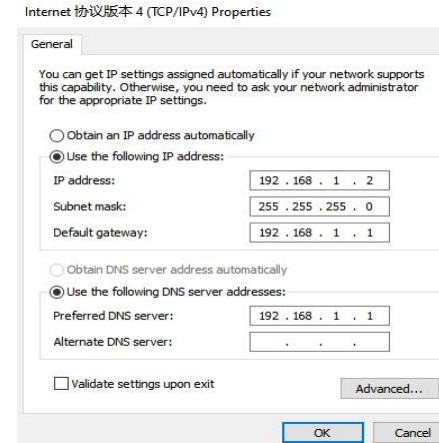 Internet 协议版本 4 (TCP/IPv4) Properties
General
You can get IP settings assigned automatically if your network supports
this capability. Otherwise, you need to ask your network administrator
for the appropriate IP settings.
Obtain an IP address automatically
Use the following IP address:
IP address: 192 . 168 . 1 . 2
Subnet mask: 255 . 255 . 255 . 0
Default gateway: 192 . 168 . 1 . 1
Obtain DNS server address automatically
Use the following DNS server addresses:
Preferred DNS server: 192 . 168 . 1 . 1
Alternate DNS server: . . .
Validate settings upon exit
Advanced...
OK Cancel